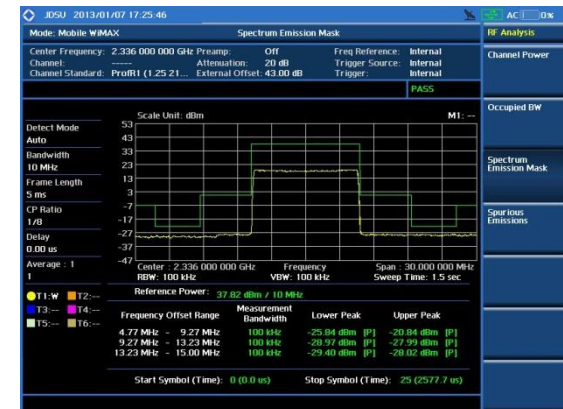 JDSU 2013/01/07 17:25:46 AC 0%
Mode: Mobile WiMAX Spectrum Emission Mask RF Analysis
Center Frequency: 2.336 000 000 GHz Preamp: Off Freq Reference: Internal
Channel: ----- Attenuation: 20 dB Trigger Source: Internal
Channel Standard: ProfR1 (1.25 21... External Offset: 43.00 dB Trigger: Internal
Channel Power
PASS
Occupied BW
Scale Unit: dBm M1: --
Detect Mode
Auto
Bandwidth
10 MHz
Frame Length
5 ms
CP Ratio
1/8
Delay
0.00 us
Average : 1
1
53
43
33
23
13
3
-7
-17
-27
-37
-47
Spectrum
Emission Mask
Spurious
Emissions
Center : 2.336 000 000 GHz Frequency Span : 30.000 000 MHz
RBW: 100 kHz VBW: 100 kHz Sweep Time: 1.5 sec
T1:W T2:--
T3:-- T4:--
T5:-- T6:--
Reference Power: 37.82 dBm / 10 MHz
Frequency Offset Range Measurement Bandwidth Lower Peak Upper Peak
4.77 MHz - 9.27 MHz 100 kHz -25.84 dBm [P] -20.84 dBm [P]
9.27 MHz - 13.23 MHz 100 kHz -28.97 dBm [P] -27.99 dBm [P]
13.23 MHz - 15.00 MHz 100 kHz -29.40 dBm [P] -28.02 dBm [P]
Start Symbol (Time): 0 (0.0 us) Stop Symbol (Time): 25 (2577.7 us)